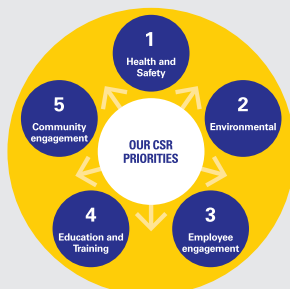 1
Health and
Safety
2
Environmental
3
Employee
engagement
4
Education and
Training
5
Community
engagement
OUR CSR
PRIORITIES